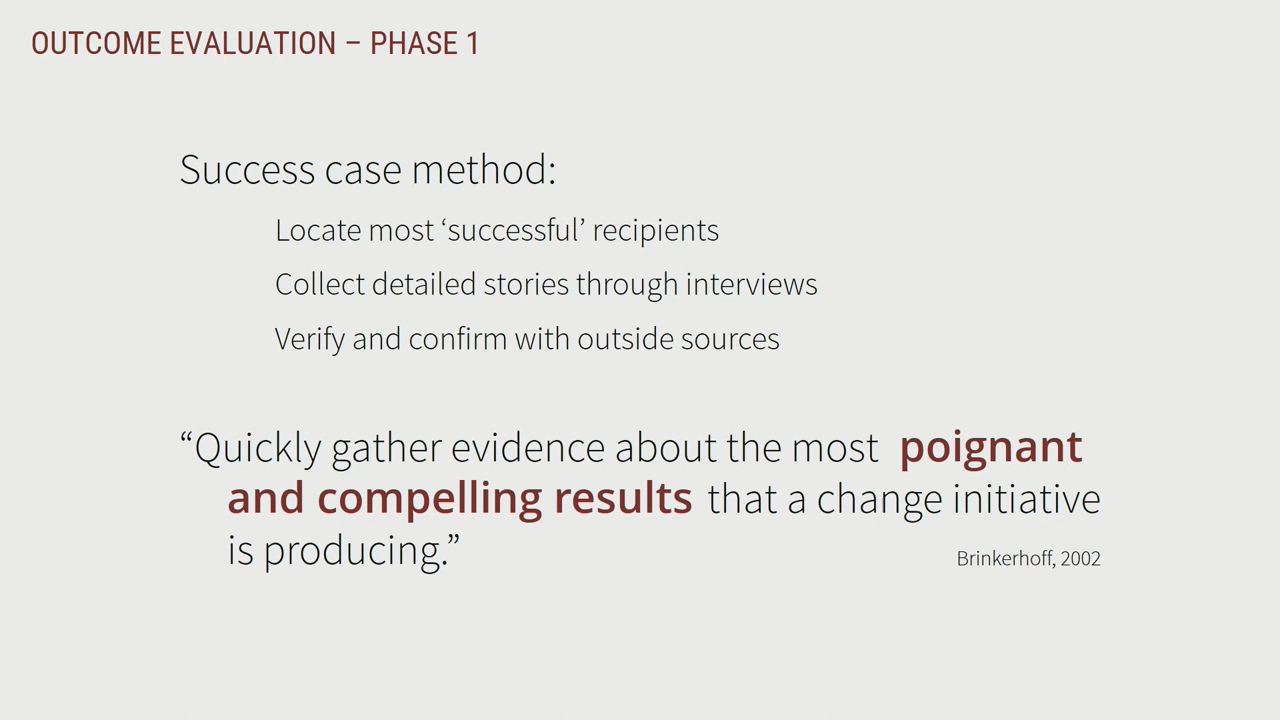 OUTCOME EVALUATION – PHASE 1
Success case method:
Locate most ‘successful’ recipients
Collect detailed stories through interviews
Verify and confirm with outside sources
“Quickly gather evidence about the most poignant
and compelling results that a change initiative
is producing.”
Brinkerhoff, 2002